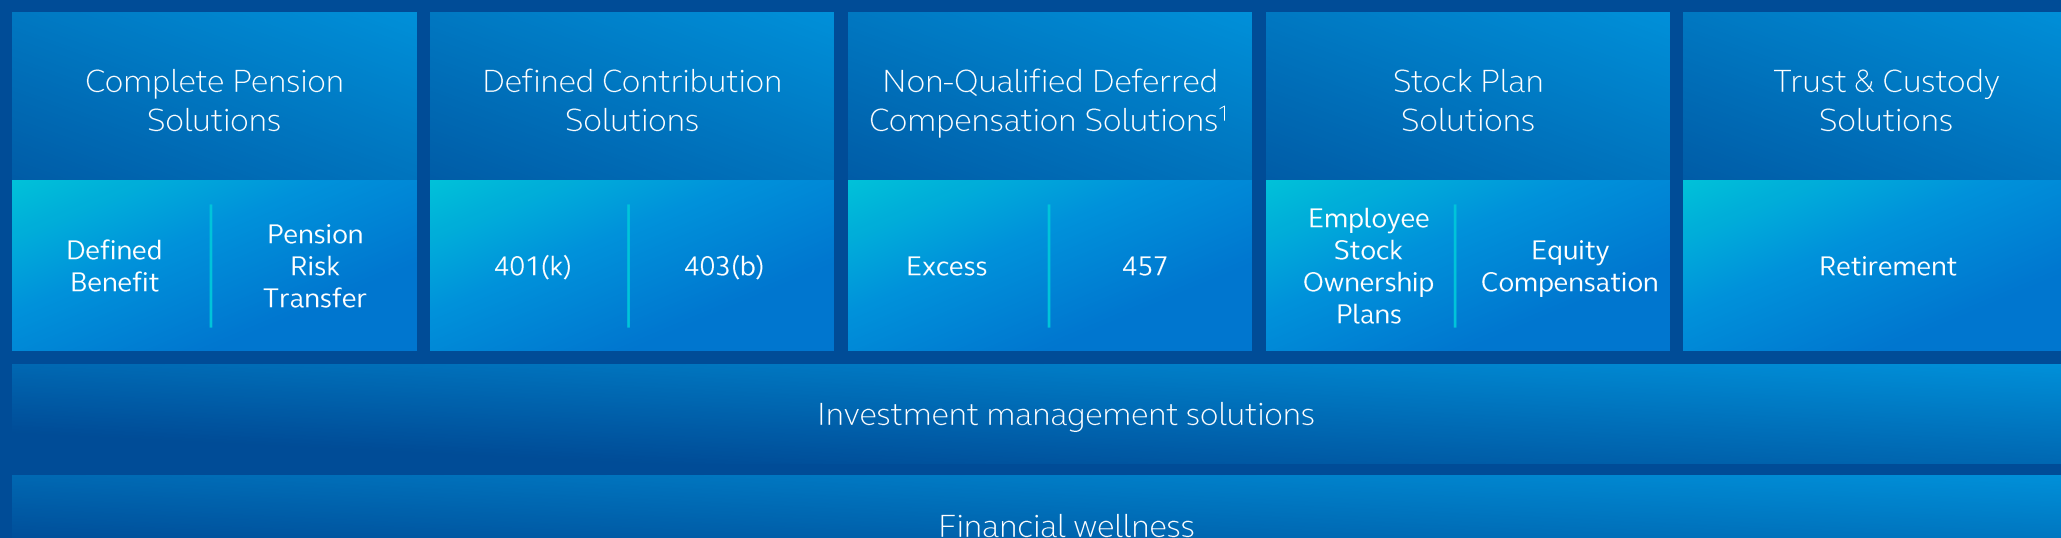 Complete Pension
Solutions
Defined Contribution
Solutions
Non-Qualified Deferred
Compensation Solutions¹
Stock Plan
Solutions
Trust & Custody
Solutions
Defined
Benefit
Pension
Risk
Transfer
401(k)
403(b)
Excess
457
Employee
Stock
Ownership
Plans
Equity
Compensation
Retirement
Investment management solutions
Financial wellness